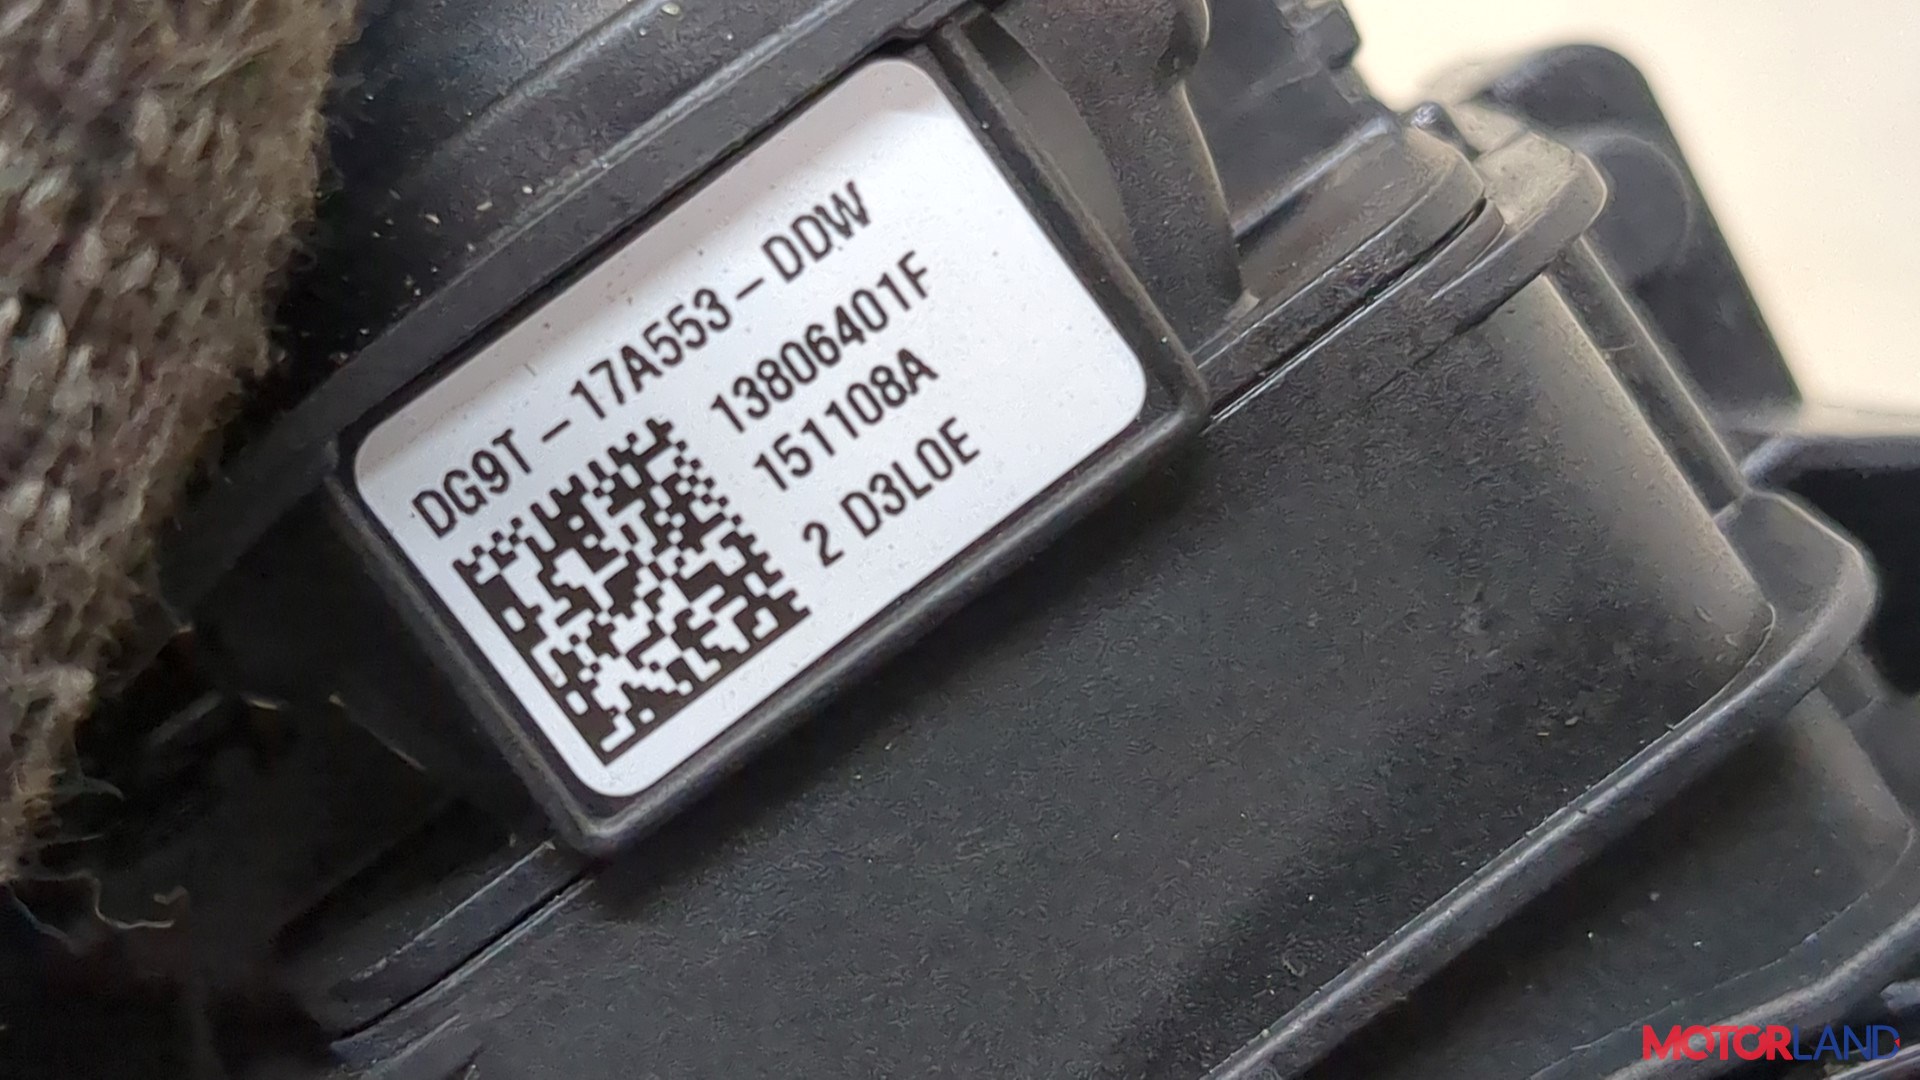 DG9T-17A553-DDW
13806401F
151108A
2 D3L0E
MOTORLAND